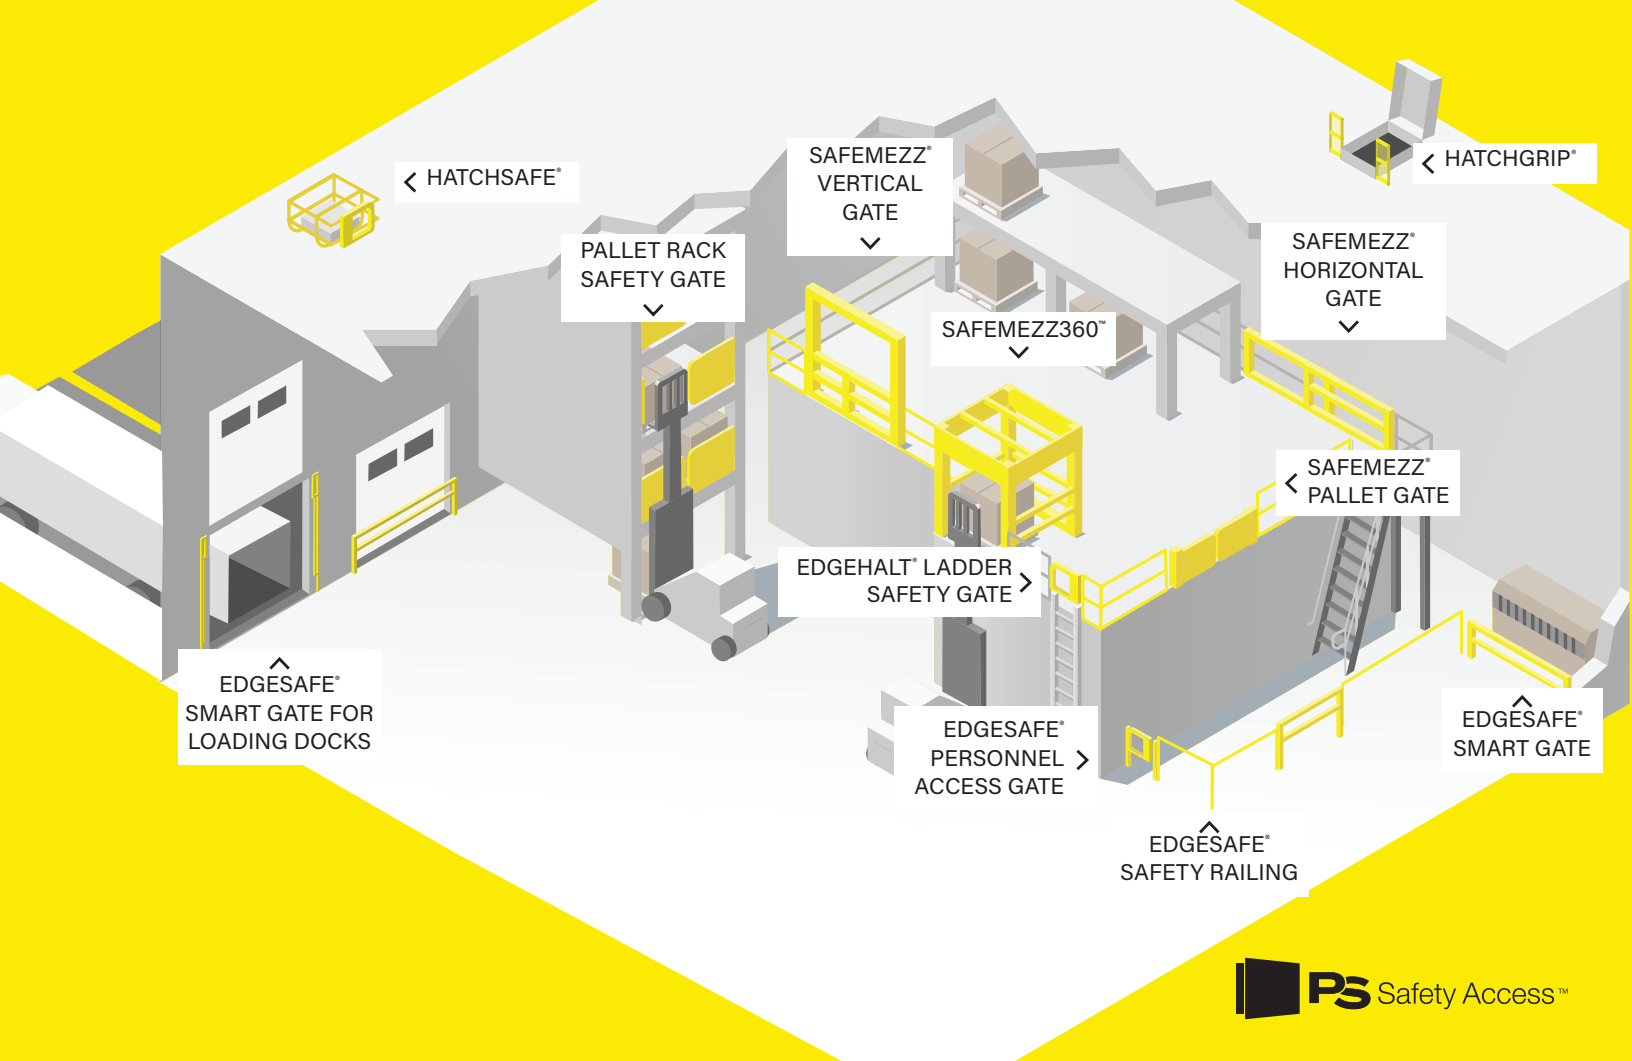 HATCHSAFE®
PALLET RACK
SAFETY GATE
SAFEMEZZ®
VERTICAL
GATE
HATCHGRIP®
SAFEMEZZ®
HORIZONTAL
GATE
SAFEMEZZ360™
SAFEMEZZ®
PALLET GATE
EDGEHALT® LADDER
SAFETY GATE
EDGESAFE®
SMART GATE FOR
LOADING DOCKS
EDGESAFE®
PERSONNEL
ACCESS GATE
EDGESAFE®
SMART GATE
EDGESAFE®
SAFETY RAILING
PS Safety Access™